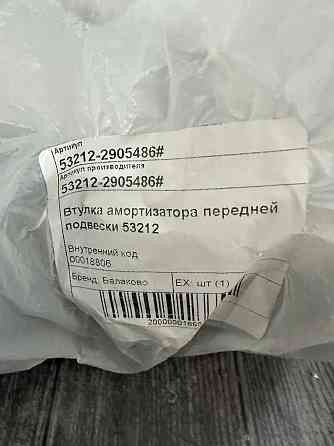 Артикул
53212-2905486#
Артикул производителя
53212-2905486#
Втулка амортизатора передней
подвески 53212
Внутренний код
00018806
Бренд: Балаково
EX: шт (1)